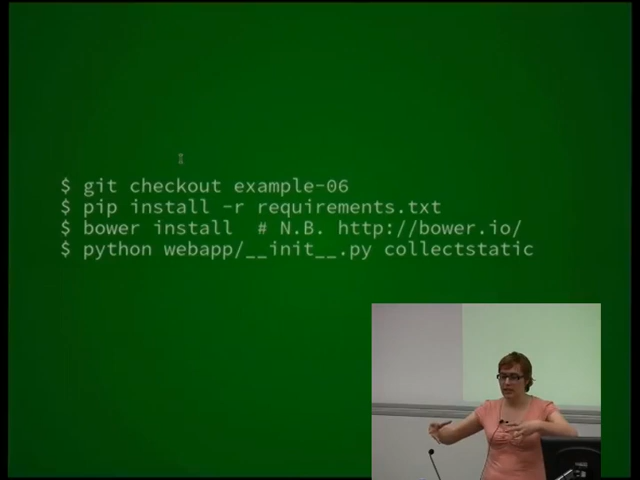 $ git checkout example-06
$ pip install -r requirements.txt
$ bower install  # N.B. http://bower.io/
$ python webapp/__init__.py collectstatic